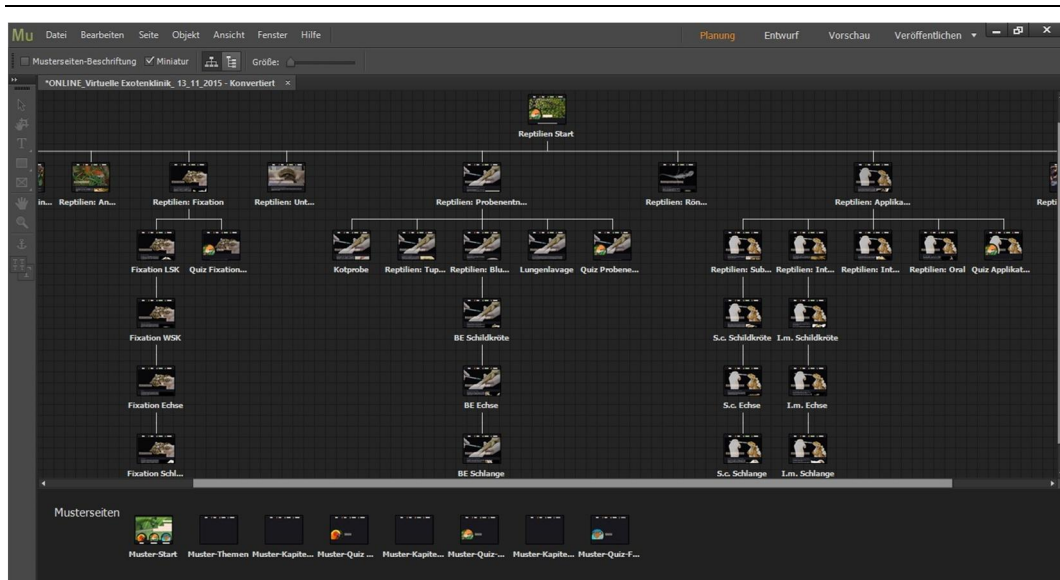 Mu Datei Bearbeiten Seite Objekt Ansicht Fenster Hilfe Planung Entwurf Vorschau Veröffentlichen
Musterseiten-Beschriftung Miniatur Größe:
*ONLINE_Virtuelle Exotenklinik_ 13_11_2015 - Konvertiert ×
Reptilien Start
in... Reptilien: An... Reptilien: Fixation Reptilien: Unt... Reptilien: Probenentn... Reptilien: Rön... Reptilien: Applika... Repti
Fixation LSK Quiz Fixation... Kotprobe Reptilien: Tup... Reptilien: Blu... Lungenlavage Quiz Probene... Reptilien: Sub... Reptilien: Int... Reptilien: Int... Reptilien: Oral Quiz Applikat...
Fixation WSK BE Schildkröte S.c. Schildkröte I.m. Schildkröte
Fixation Echse BE Echse S.c. Echse I.m. Echse
Fixation Schl... BE Schlange S.c. Schlange I.m. Schlange
Musterseiten
Muster-Start Muster-Themen Muster-Kapite... Muster-Quiz ... Muster-Kapite... Muster-Quiz-... Muster-Kapite... Muster-Quiz-F...